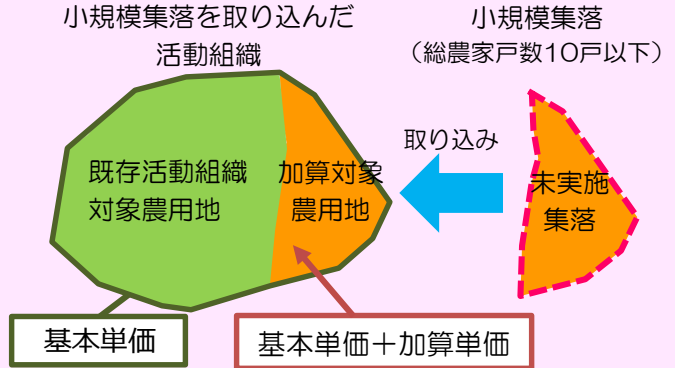 小規模集落を取り込んだ
活動組織
小規模集落
（総農家戸数10戸以下）
取り込み
既存活動組織
対象農用地
加算対象
農用地
未実施
集落
基本単価
基本単価＋加算単価